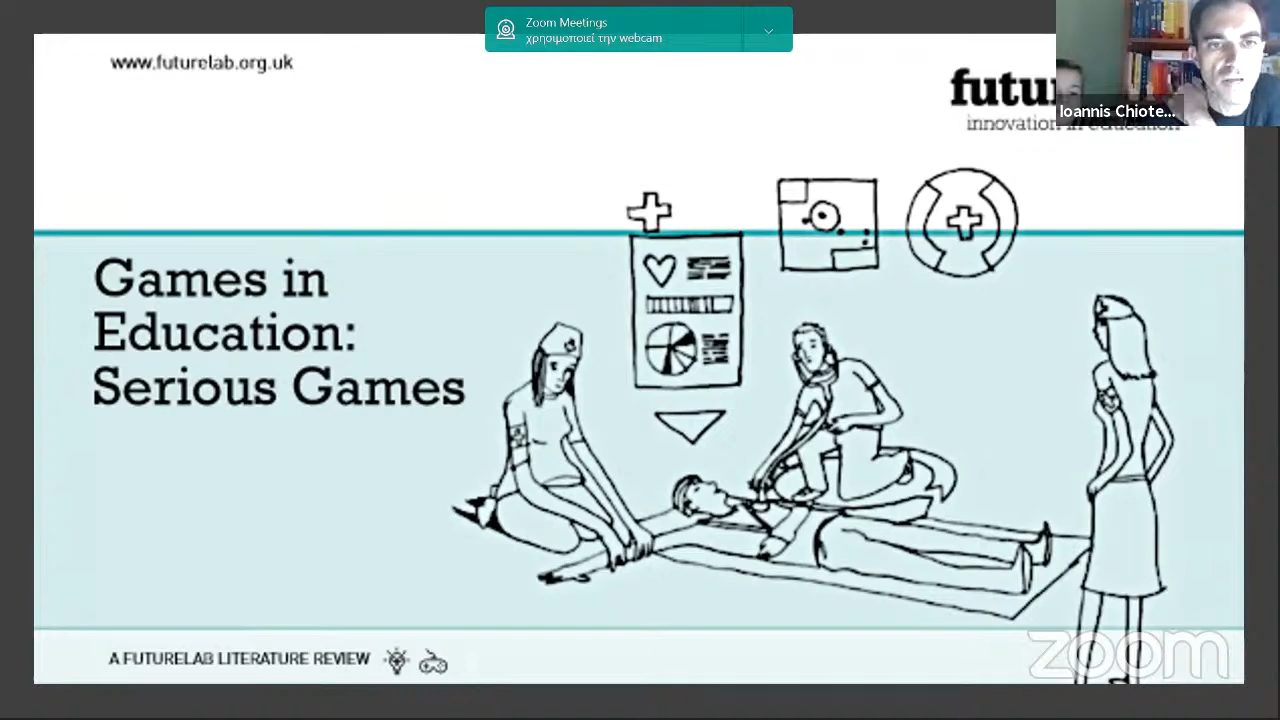 Zoom Meetings
χρησιμοποιεί την webcam
www.futurelab.org.uk
futu
innovation in education
Ioannis Chiote...
Games in
Education:
Serious Games
A FUTURELAB LITERATURE REVIEW
zoom